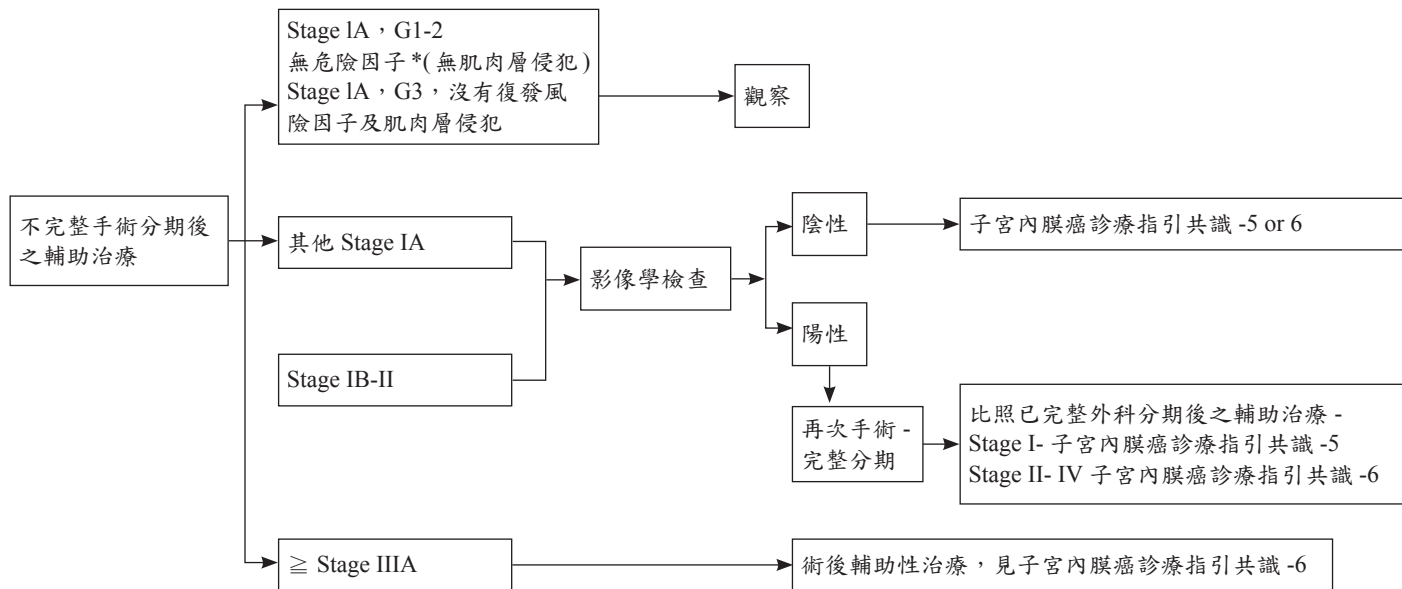 Stage lA，G1-2
無危險因子 *( 無肌肉層侵犯 )
Stage lA，G3，沒有復發風
險因子及肌肉層侵犯
觀察
不完整手術分期後
之輔助治療
其他 Stage IA
影像學檢查
陰性
子宮內膜癌診療指引共識 -5 or 6
陽性
Stage IB-II
再次手術 -
完整分期
比照已完整外科分期後之輔助治療 -
Stage I- 子宮內膜癌診療指引共識 -5
Stage II- IV 子宮內膜癌診療指引共識 -6
≧ Stage IIIA
術後輔助性治療，見子宮內膜癌診療指引共識 -6